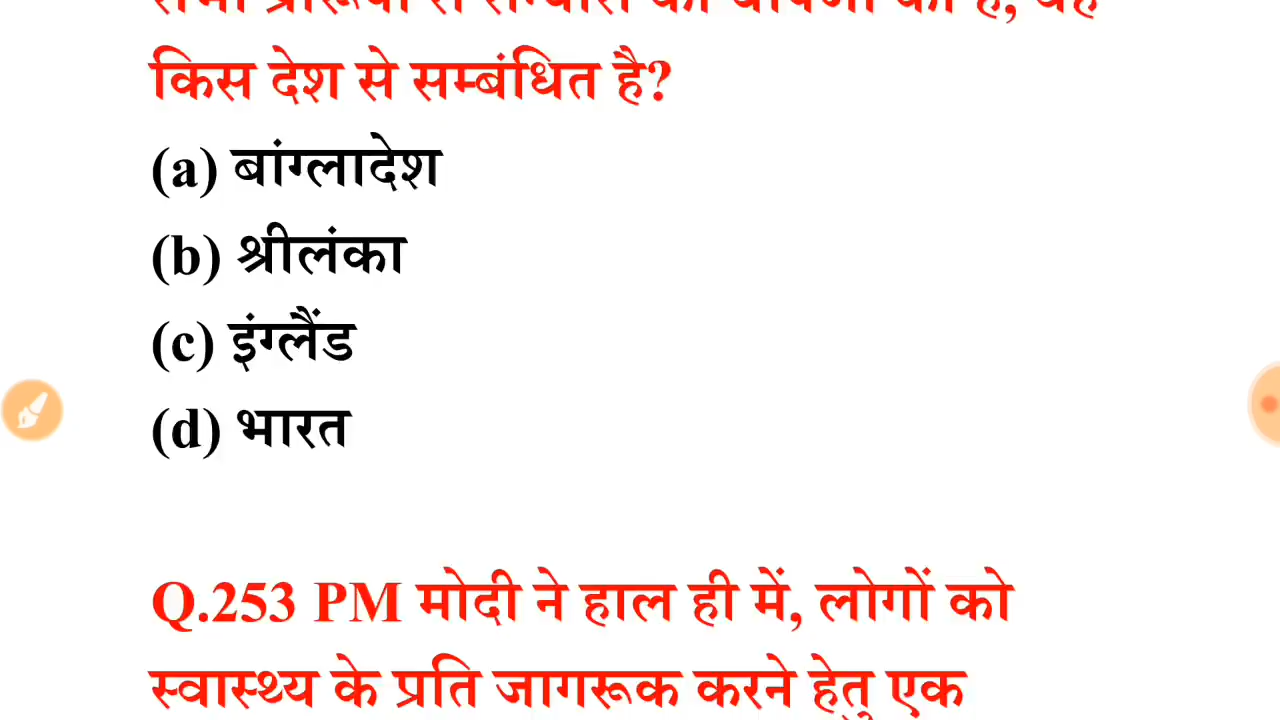 से की है,
किस देश से सम्बंधित है?
(a) बांग्लादेश
(b) श्रीलंका
(c) इंग्लैंड
(d) भारत
Q.253 PM मोदी ने हाल ही में, लोगों को
स्वास्थ्य के प्रति जागरूक करने हेतु एक